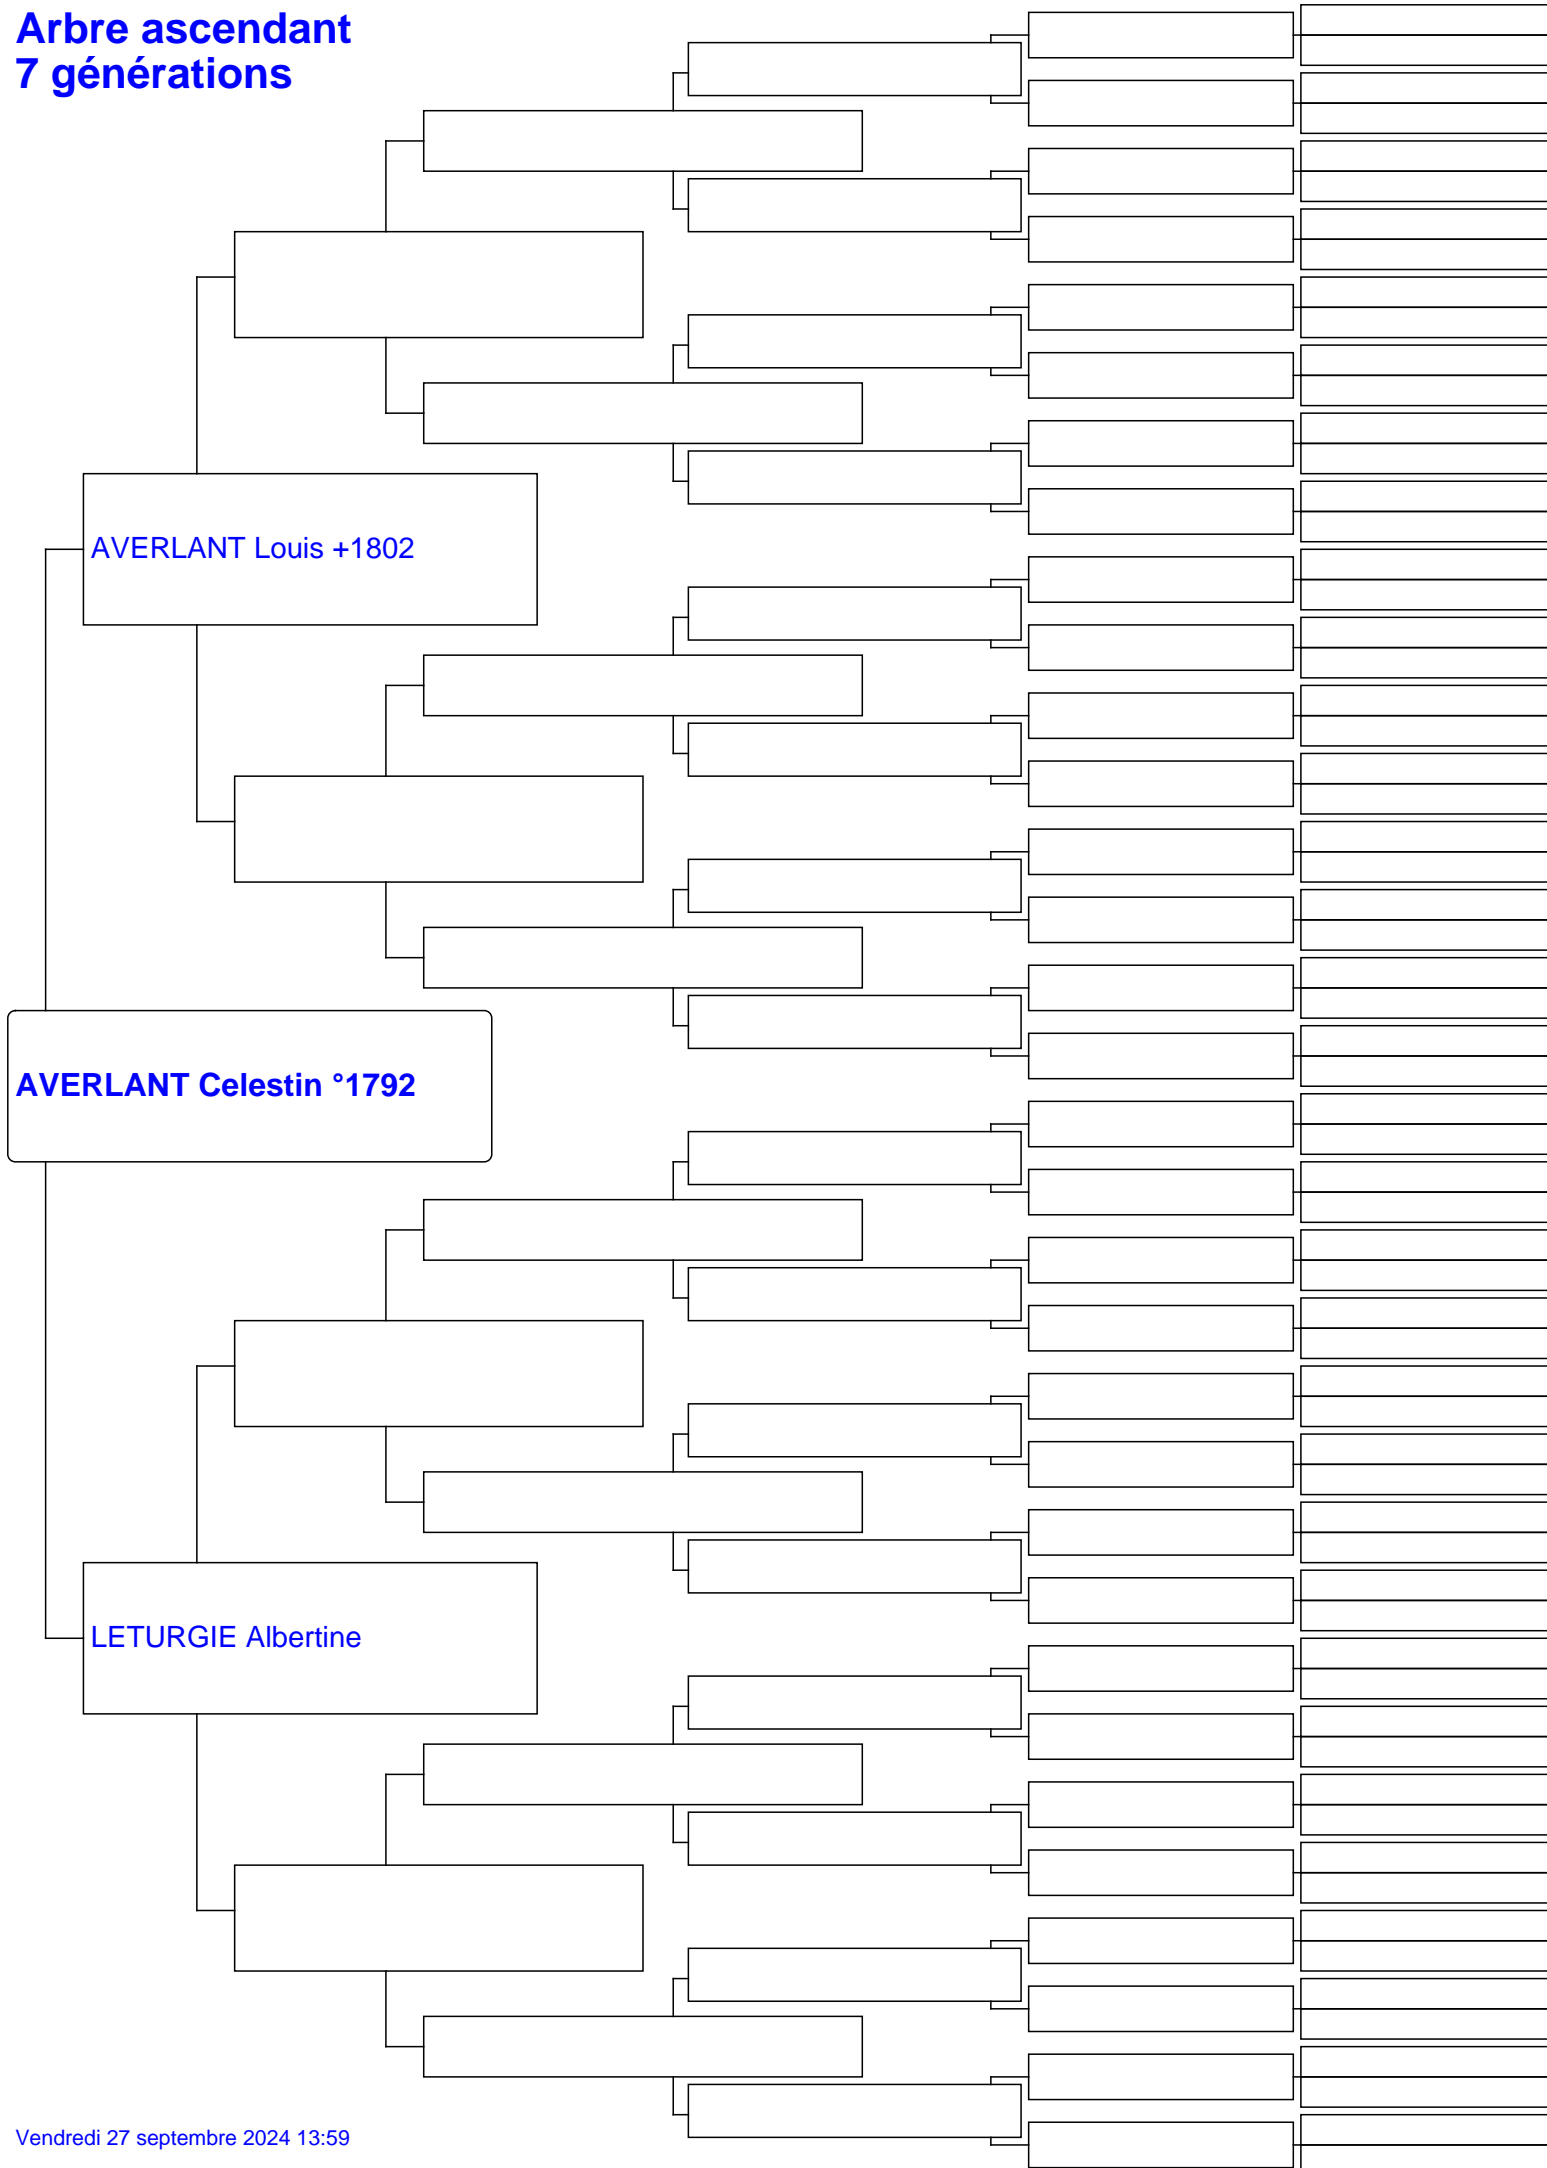 Arbre ascendant
7 générations
AVERLANT Louis +1802
AVERLANT Celestin °1792
LETURGIE Albertine
Vendredi 27 septembre 2024 13:59